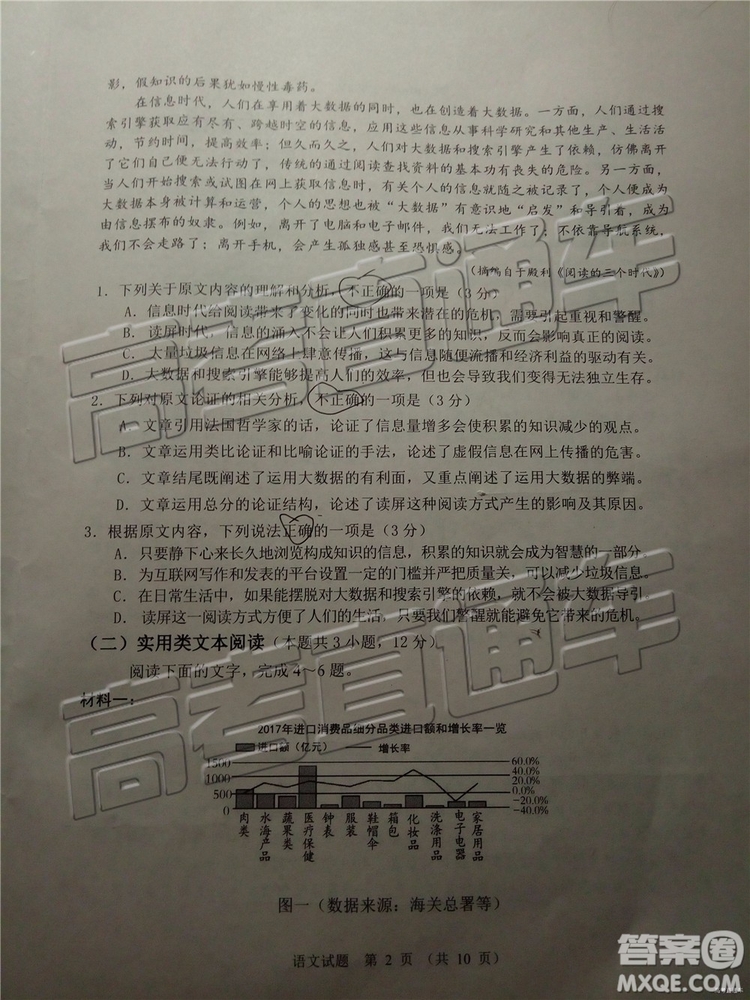 影，假知识的后果犹如慢性毒药。
在信息时代，人们在享用着大数据的同时，也在创造着大数据。一方面，人们通过搜
索引擎获取应有尽有、跨越时空的信息，应用这些信息从事科学研究和其他生产、生活活
动，节约时间，提高效率；但久而久之，人们对大数据和搜索引擎产生了依赖，仿佛离开
了它们自己便无法行动了，传统的通过阅读查找资料的基本功有丧失的危险。另一方面，
当人们开始搜索或试图在网上获取信息时，有关个人的信息就进入了云处理，个人便成为
大数据本身被计算和运营，个人的思想也被“大数据”有意识地“启发”和导引着，成为
由信息摆布的奴隶。例如，离开了电脑和电子邮件，我们无法工作了；不依靠导航系统，
我们不会走路了；离开手机，会产生孤独感甚至恐惧感。
（摘编自于殿利《阅读的三个时代》）
1．下列关于原文内容的理解和分析，不正确的一项是（3 分）
A．信息时代给阅读带来了变化的同时也带来潜在的危机，需要引起重视和警醒。
B．读屏时代，信息的涌入不会让人们积累更多的知识，反而会影响真正的阅读。
C．大量垃圾信息在网络上肆意传播，这与信息随便流播和经济利益的驱动有关。
D．大数据和搜索引擎能够提高人们的效率，但也会导致我们变得无法独立生存。
2．下列对原文论证的相关分析，不正确的一项是（3 分）
A．文章引用法国哲学家的话，论证了信息量增多会使积累的知识减少的观点。
B．文章运用类比论证和比喻论证的手法，论述了虚假信息在网上传播的危害。
C．文章结尾既阐述了运用大数据的有利面，又重点阐述了大数据的弊端。
D．文章运用总分的论证结构，论述了读屏这种阅读方式产生的影响及其原因。
3．根据原文内容，下列说法正确的一项是（3 分）
A．只要静下心来长久地浏览构成知识的信息，积累的知识就会成为智慧的一部分。
B．为互联网写作和发表的平台设置一定的门槛并严把质量关，可以减少垃圾信息。
C．在日常生活中，如果能摆脱对大数据和搜索引擎的依赖，就不会被大数据导引。
D．读屏这一阅读方式方便了人们的生活，只要我们警醒就能避免它带来的危机。
（二）实用类文本阅读（本题共 3 小题，12 分）
阅读下面的文字，完成 4～6 题。
材料一：
2017年进口消费品细分品类进口额和增长率一览
进口额（亿元） 增长率
1500 1000 500 0
60.0% 40.0% 20.0% 0.0% -20.0% -40.0%
肉类 水海产品 蔬果类 医疗保健 钟表 服装 鞋帽伞 箱包 化妆品 洗涤用品 电子电器 家居用品
图一（数据来源：海关总署等）
语文试题 第 2 页 （共 10 页）
高考直通车
高考直通车
高考直通车
答案圈
MXQE.COM